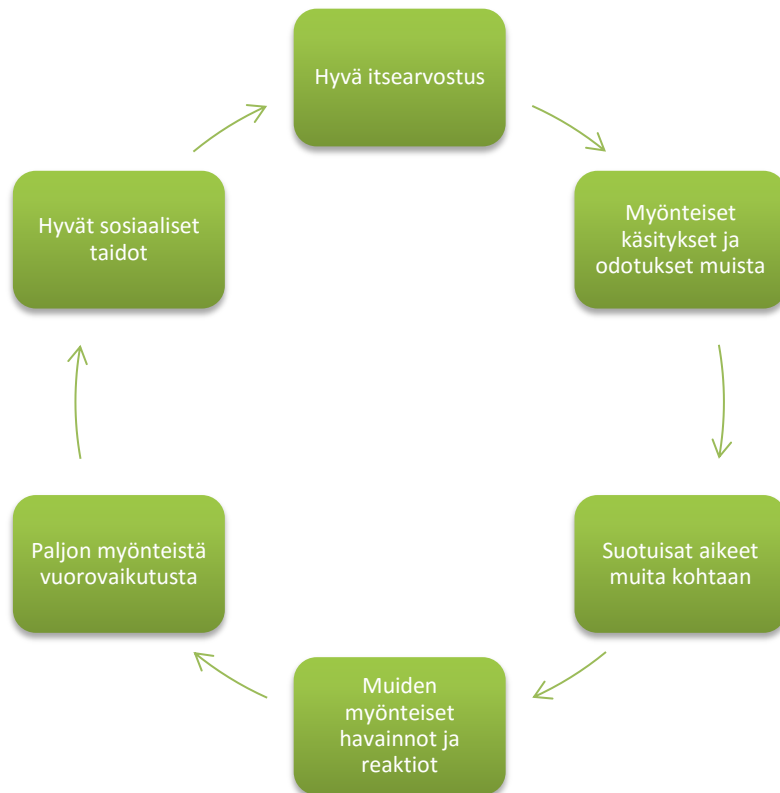 Hyvä itsearvostus
Myönteiset
käsitykset ja
odotukset muista
Suotuisat aikeet
muita kohtaan
Muiden
myönteiset
havainnot ja
reaktiot
Paljon myönteistä
vuorovaikutusta
Hyvät sosiaaliset
taidot